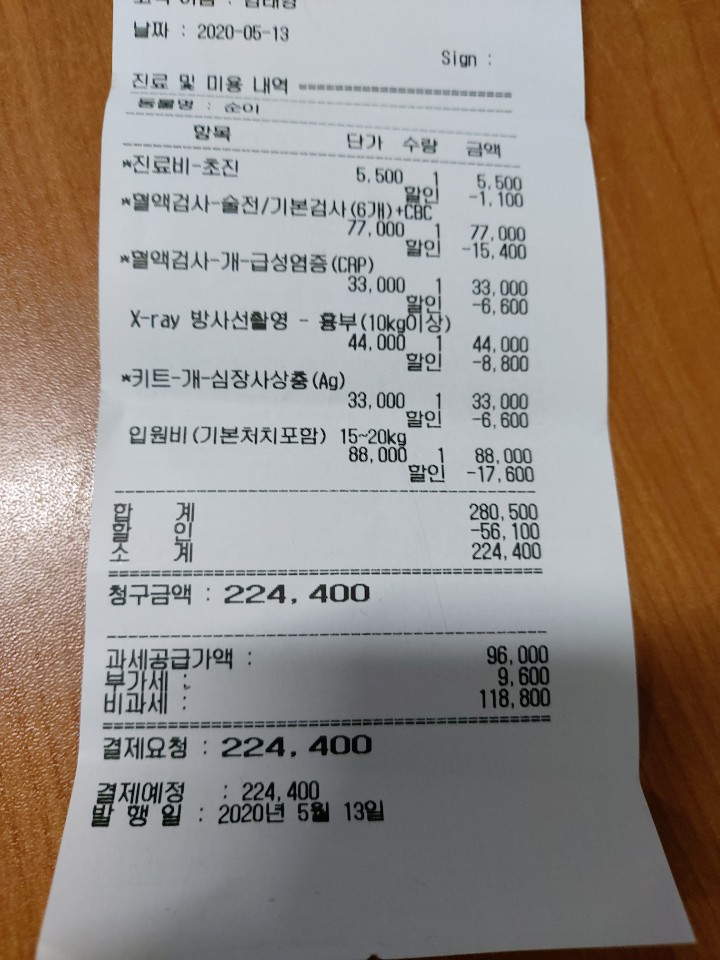 날짜 : 2020-05-13
Sign :
진료 및 미용 내역 ==========================
동물명 : 순이
항목 단가 수량 금액
*진료비-초진
5,500 1 5,500
할인 -1,100
*혈액검사-술전/기본검사(6개)+CBC
77,000 1 77,000
할인 -15,400
*혈액검사-개-급성염증(CRP)
33,000 1 33,000
할인 -6,600
X-ray 방사선촬영 - 흉부(10kg이상)
44,000 1 44,000
할인 -8,800
*키트-개-심장사상충(Ag)
33,000 1 33,000
할인 -6,600
입원비(기본처치포함) 15~20kg
88,000 1 88,000
할인 -17,600
합 계 280,500
할 인 -56,100
소 계 224,400
청구금액 : 224,400
과세공급가액 : 96,000
부가세 : 9,600
비과세 : 118,800
결제요청 : 224,400
결제예정 : 224,400
발 행 일 : 2020년 5월 13일